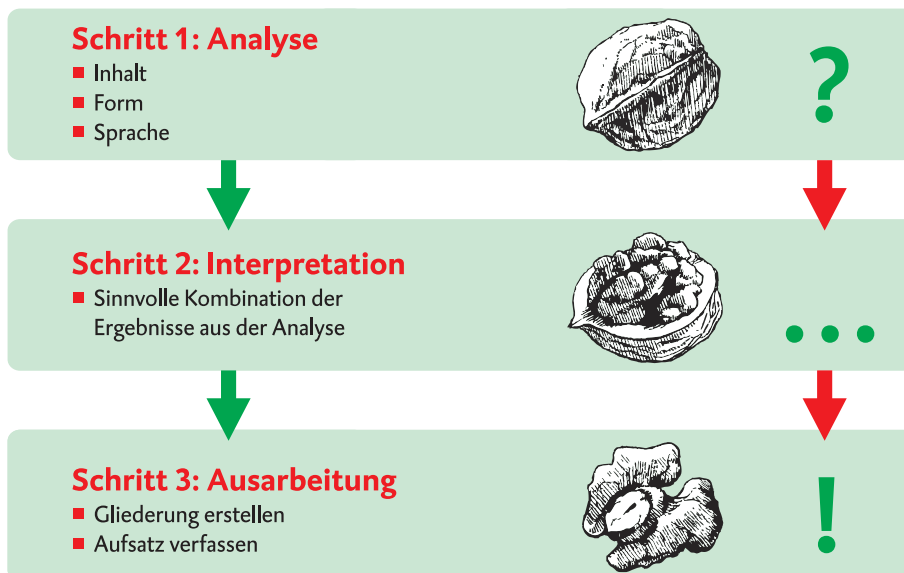 Schritt 1: Analyse
■ Inhalt
■ Form
■ Sprache
?
Schritt 2: Interpretation
■ Sinnvolle Kombination der
Ergebnisse aus der Analyse
...
Schritt 3: Ausarbeitung
■ Gliederung erstellen
■ Aufsatz verfassen
!